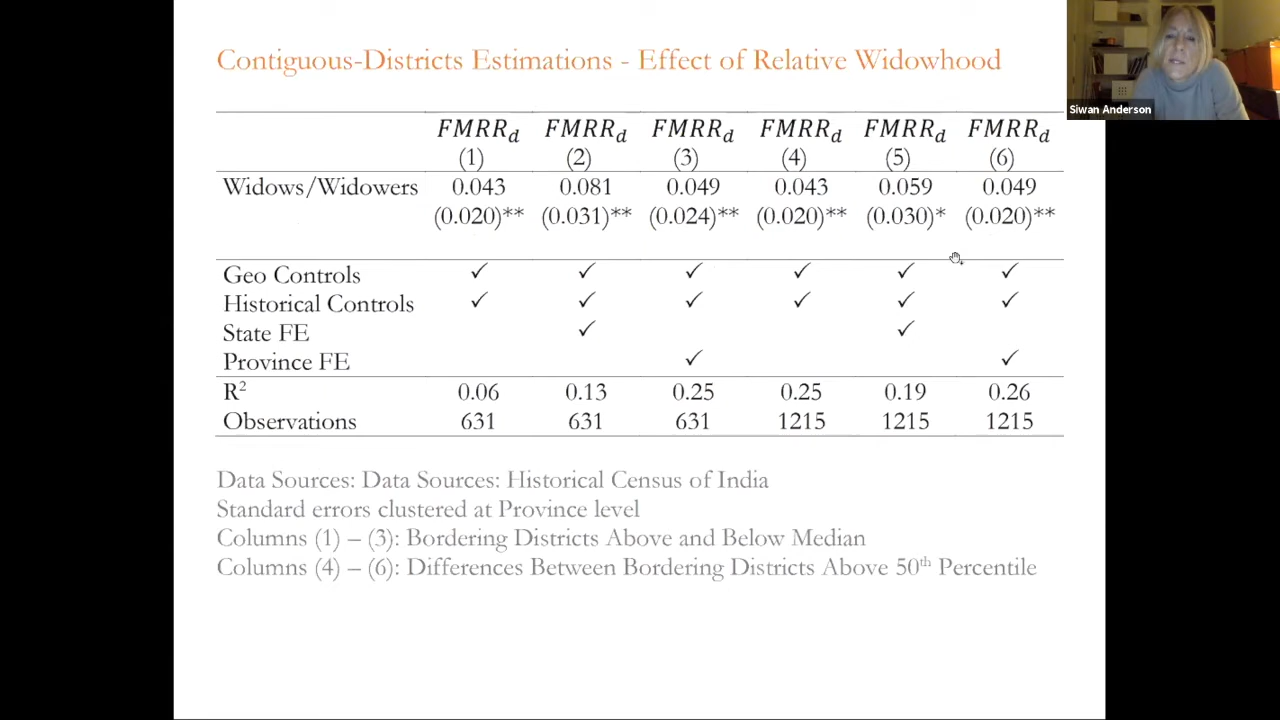 Contiguous-Districts Estimations - Effect of Relative Widowhood
Siwan Anderson
FMRR_d FMRR_d FMRR_d FMRR_d FMRR_d FMRR_d
(1) (2) (3) (4) (5) (6)
Widows/Widowers 0.043 0.081 0.049 0.043 0.059 0.049
(0.020)** (0.031)** (0.024)** (0.020)** (0.030)* (0.020)**
Geo Controls ✓ ✓ ✓ ✓ ✓ ✓
Historical Controls ✓ ✓ ✓ ✓ ✓ ✓
State FE ✓ ✓
Province FE ✓ ✓
R² 0.06 0.13 0.25 0.25 0.19 0.26
Observations 631 631 631 1215 1215 1215
Data Sources: Data Sources: Historical Census of India
Standard errors clustered at Province level
Columns (1) – (3): Bordering Districts Above and Below Median
Columns (4) – (6): Differences Between Bordering Districts Above 50th Percentile